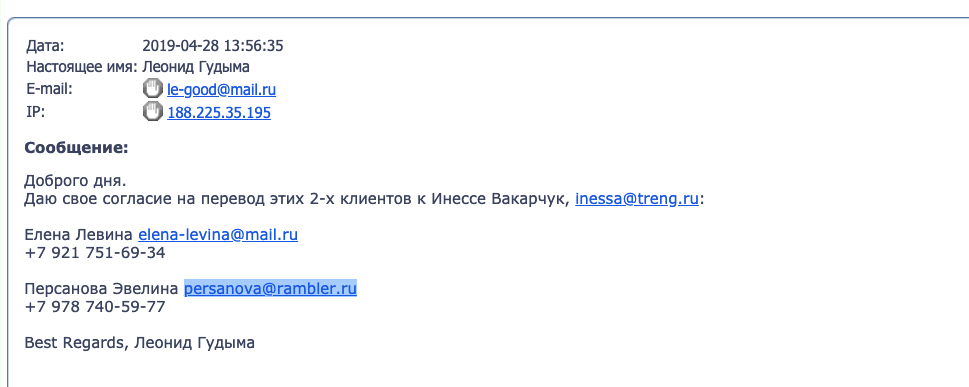 Дата: 2019-04-28 13:56:35
Настоящее имя: Леонид Гудыма
E-mail: le-good@mail.ru
IP: 188.225.35.195
Сообщение:
Доброго дня.
Даю свое согласие на перевод этих 2-х клиентов к Инессе Вакарчук, inessa@treng.ru:
Елена Левина elena-levina@mail.ru
+7 921 751-69-34
Персанова Эвелина persanova@rambler.ru
+7 978 740-59-77
Best Regards, Леонид Гудыма